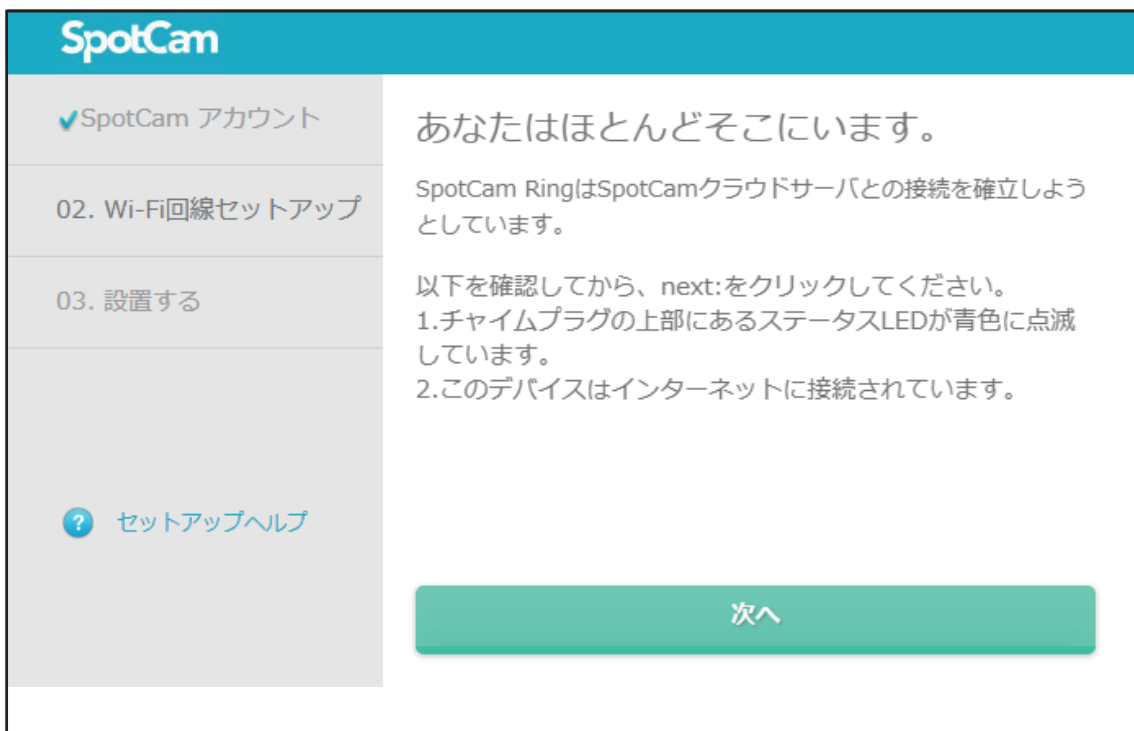 SpotCam
✔SpotCam アカウント
02. Wi-Fi回線セットアップ
03. 設置する
? セットアップヘルプ
あなたはほとんどそこにいます。
SpotCam RingはSpotCamクラウドサーバとの接続を確立しよう
としています。
以下を確認してから、next:をクリックしてください。
1.チャイムプラグの上部にあるステータスLEDが青色に点滅
しています。
2.このデバイスはインターネットに接続されています。
次へ